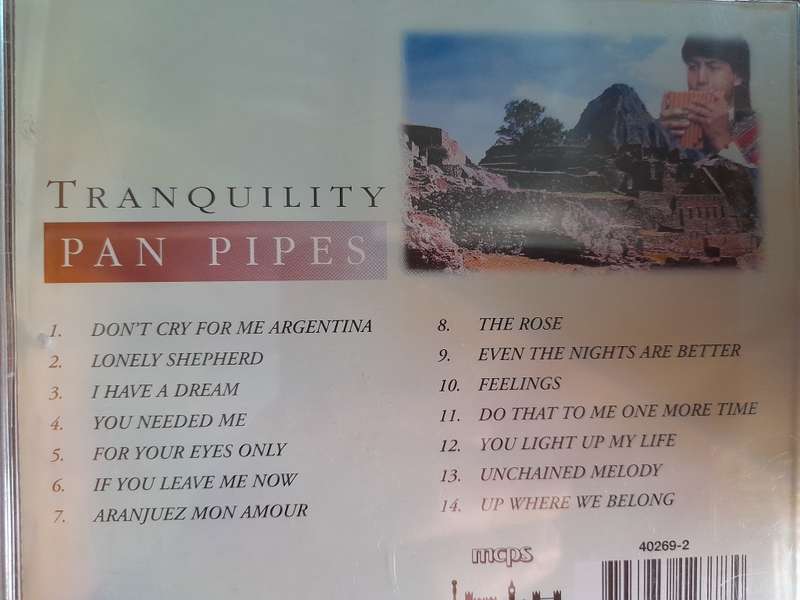 TRANQUILITY
PAN PIPES
1. DON'T CRY FOR ME ARGENTINA
2. LONELY SHEPHERD
3. I HAVE A DREAM
4. YOU NEEDED ME
5. FOR YOUR EYES ONLY
6. IF YOU LEAVE ME NOW
7. ARANJUEZ MON AMOUR
8. THE ROSE
9. EVEN THE NIGHTS ARE BETTER
10. FEELINGS
11. DO THAT TO ME ONE MORE TIME
12. YOU LIGHT UP MY LIFE
13. UNCHAINED MELODY
14. UP WHERE WE BELONG
mcps
40269-2